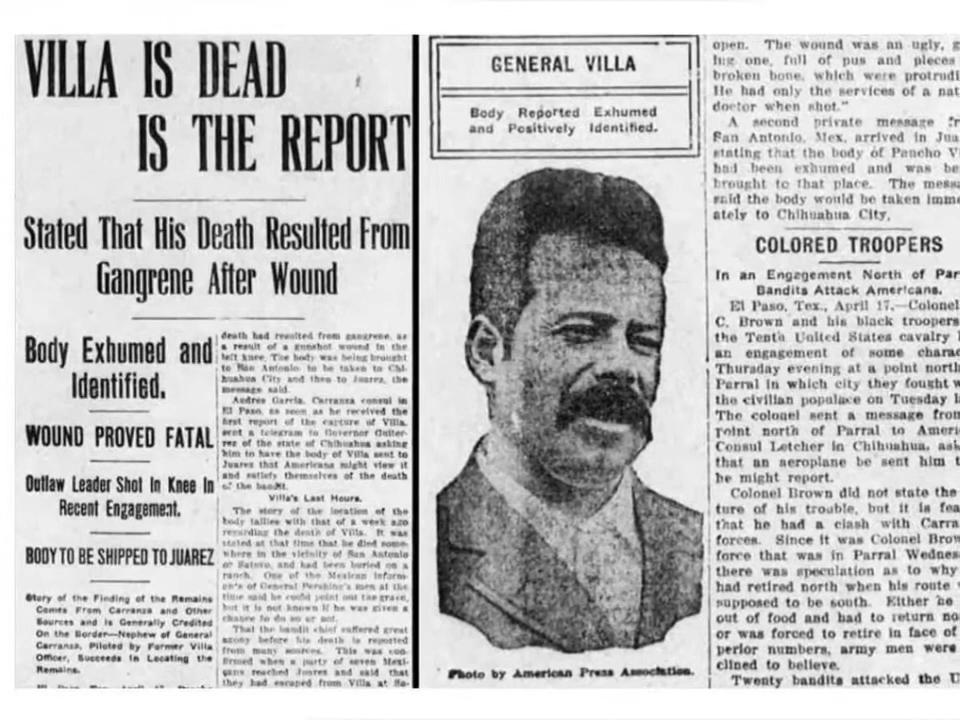 VILLA IS DEAD
IS THE REPORT
Stated That His Death Resulted From
Gangrene After Wound
Body Exhumed and
Identified.
WOUND PROVED FATAL
Outlaw Leader Shot In Knee In
Recent Engagement.
BODY TO BE SHIPPED TO JUAREZ
Story of the Finding of the Remains
Comes From Carranza and Other
Sources and is Generally Credited
On the Border—Nephew of General
Carranza, Piloted by Former Villa
Officer, Succeeds in Locating the
Remains.
death had resulted from gangrene, as
a result of a gunshot wound in the
left knee. The body was being brought
to San Antonio to be taken to Chi-
huahua City and then to Juarez, the
message said.
Andres Garcia, Carranza consul in
El Paso, as soon as he received the
first report of the capture of Villa,
sent a telegram to Governor Gutier-
rez of the state of Chihuahua asking
him to have the body of Villa sent to
Juarez that Americans might view it
and satisfy themselves of the death
of the bandit.
Villa's Last Hours.
The story of the location of the
body tallies with that of a week ago
regarding the death of Villa. It was
stated at that time that he died some-
where in the vicinity of San Antonio
or Satevo, and had been buried on a
ranch. One of the Mexican inform-
of General Pershing's men at the
time said he could point out the grave,
but it is not known if he was given a
chance to do so or not.
That the bandit chief suffered great
agony before his death is reported
from many sources. This was con-
firmed when a party of seven Mexi-
cans reached Juarez and said that
they had escaped from Villa at Sa-
GENERAL VILLA
Body Reported Exhumed
and Positively Identified.
Photo by American Press Association.
open. The wound was an ugly,
ing one, full of pus and pieces
broken bone, which were protrudi
He had only the services of a nat
doctor when shot."
A second private message fr
San Antonio, Mex, arrived in Jua
stating that the body of Pancho V
had been exhumed and was be
brought to that place. The messa
said the body would be taken imme
ately to Chihuahua City.
COLORED TROOPERS
In an Engagement North of Par
Bandits Attack Americans.
El Paso, Tex., April 17.—Colonel
C. Brown and his black troopers
the Tenth United States cavalry
an engagement of some charac
Thursday evening at a point north
Parral in which city they fought w
the civilian populace on Tuesday la
The colonel sent a message from
point north of Parral to Ameri
Consul Letcher in Chihuahua, ask
that an aeroplane be sent him t
he might report.
Colonel Brown did not state the
ture of his trouble, but it is fea
that he had a clash with Carra
forces. Since it was Colonel Brow
force that was in Parral Wednes
there was speculation as to why
had retired north when his route
supposed to be south. Either he
out of food and had to return no
or was forced to retire in face of
perior numbers, army men were
clined to believe.
Twenty bandits attacked the U